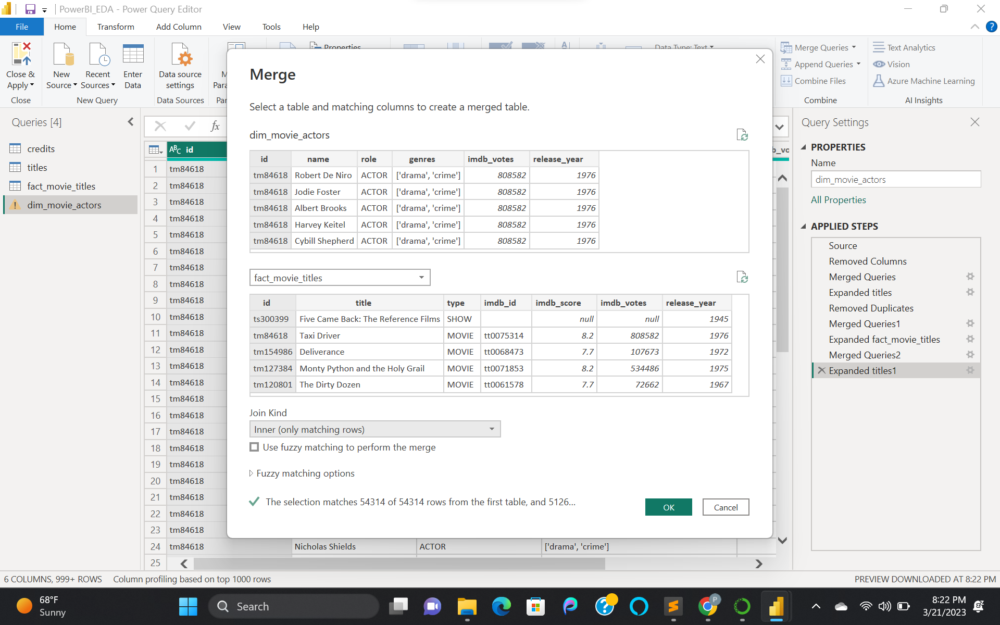 PowerBI_EDA - Power Query Editor
File Home Transform Add Column View Tools Help
Close & Apply
Close
New Source
Recent Sources
Enter Data
New Query
Data source settings
Data Sources
Properties
Data Type: Text
Merge Queries
Append Queries
Combine Files
Combine
Text Analytics
Vision
Azure Machine Learning
AI Insights
Queries [4]
credits
titles
fact_movie_titles
dim_movie_actors
fx
ABC id
1 tm84618
2 tm84618
3 tm84618
4 tm84618
5 tm84618
6 tm84618
7 tm84618
8 tm84618
9 tm84618
10 tm84618
11 tm84618
12 tm84618
13 tm84618
14 tm84618
15 tm84618
16 tm84618
17 tm84618
18 tm84618
19 tm84618
20 tm84618
21 tm84618
22 tm84618
23 tm84618
24 tm84618 Nicholas Shields ACTOR ['drama', 'crime']
25
Merge
Select a table and matching columns to create a merged table.
dim_movie_actors
id name role genres imdb_votes release_year
tm84618 Robert De Niro ACTOR ['drama', 'crime'] 808582 1976
tm84618 Jodie Foster ACTOR ['drama', 'crime'] 808582 1976
tm84618 Albert Brooks ACTOR ['drama', 'crime'] 808582 1976
tm84618 Harvey Keitel ACTOR ['drama', 'crime'] 808582 1976
tm84618 Cybill Shepherd ACTOR ['drama', 'crime'] 808582 1976
fact_movie_titles
id title type imdb_id imdb_score imdb_votes release_year
ts300399 Five Came Back: The Reference Films SHOW null null 1945
tm84618 Taxi Driver MOVIE tt0075314 8.2 808582 1976
tm154986 Deliverance MOVIE tt0068473 7.7 107673 1972
tm127384 Monty Python and the Holy Grail MOVIE tt0071853 8.2 534486 1975
tm120801 The Dirty Dozen MOVIE tt0061578 7.7 72662 1967
Join Kind
Inner (only matching rows)
Use fuzzy matching to perform the merge
Fuzzy matching options
The selection matches 54314 of 54314 rows from the first table, and 5126...
OK Cancel
Query Settings
PROPERTIES
Name
dim_movie_actors
All Properties
APPLIED STEPS
Source
Removed Columns
Merged Queries
Expanded titles
Removed Duplicates
Merged Queries1
Expanded fact_movie_titles
Merged Queries2
Expanded titles1
6 COLUMNS, 999+ ROWS Column profiling based on top 1000 rows
PREVIEW DOWNLOADED AT 8:22 PM
68°F
Sunny
Search
P
8:22 PM
3/21/2023